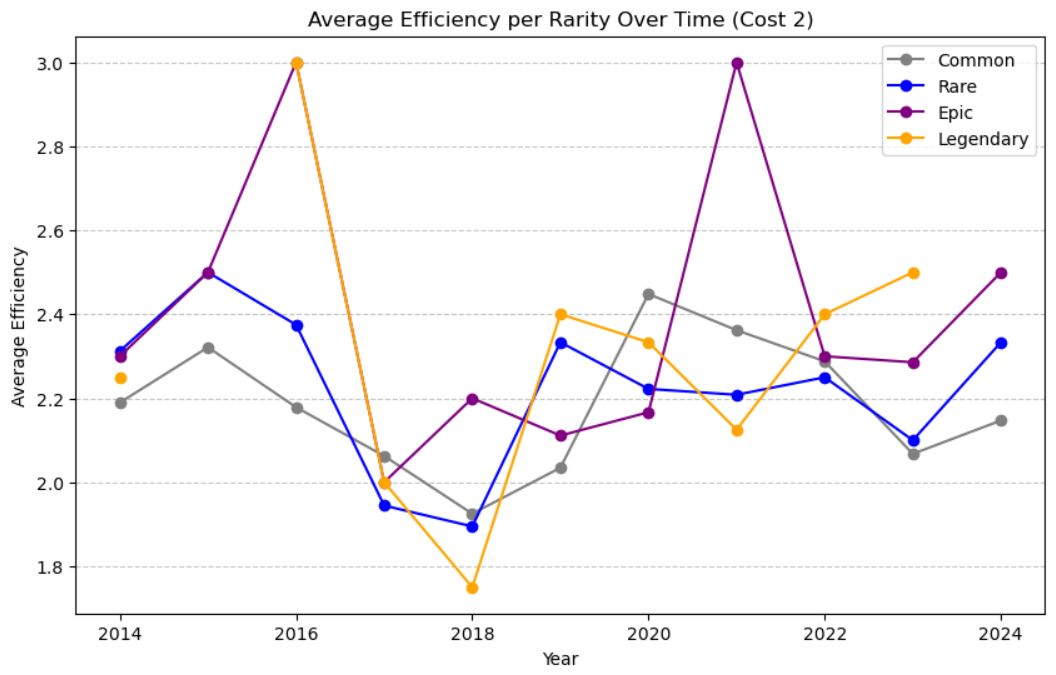 Average Efficiency per Rarity Over Time (Cost 2)
Common
Rare
Epic
Legendary
Average Efficiency
3.0
2.8
2.6
2.4
2.2
2.0
1.8
2014 2016 2018 2020 2022 2024
Year